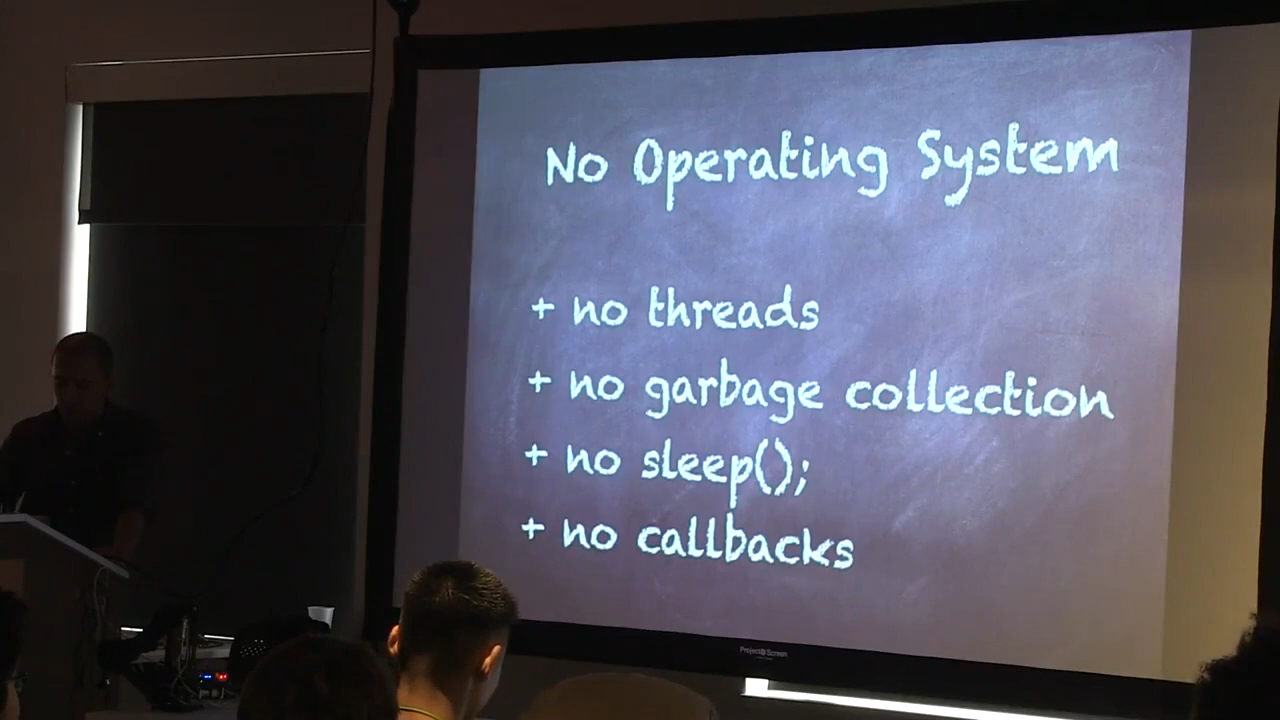 No Operating System
+ no threads
+ no garbage collection
+ no sleep();
+ no callbacks